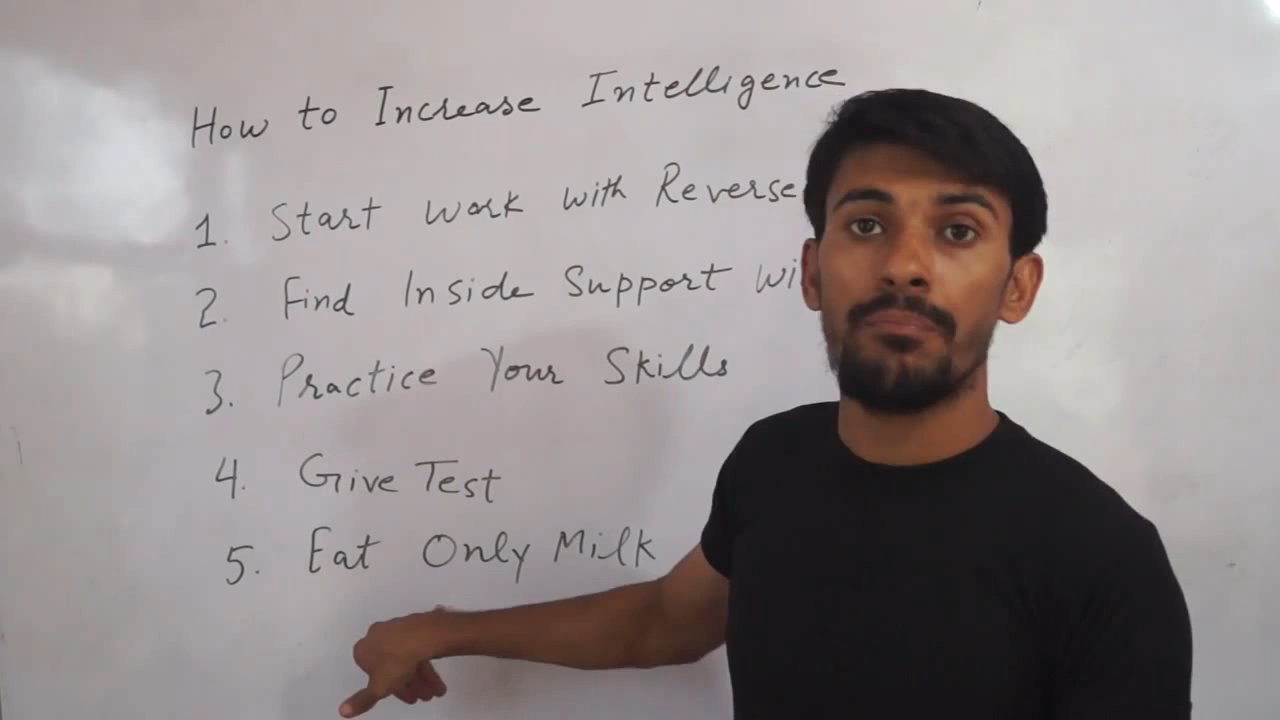 How to Increase Intelligence
1. Start work with Reverse
2. Find Inside Support
3. Practice Your Skills
4. Give Test
5. Eat Only Milk